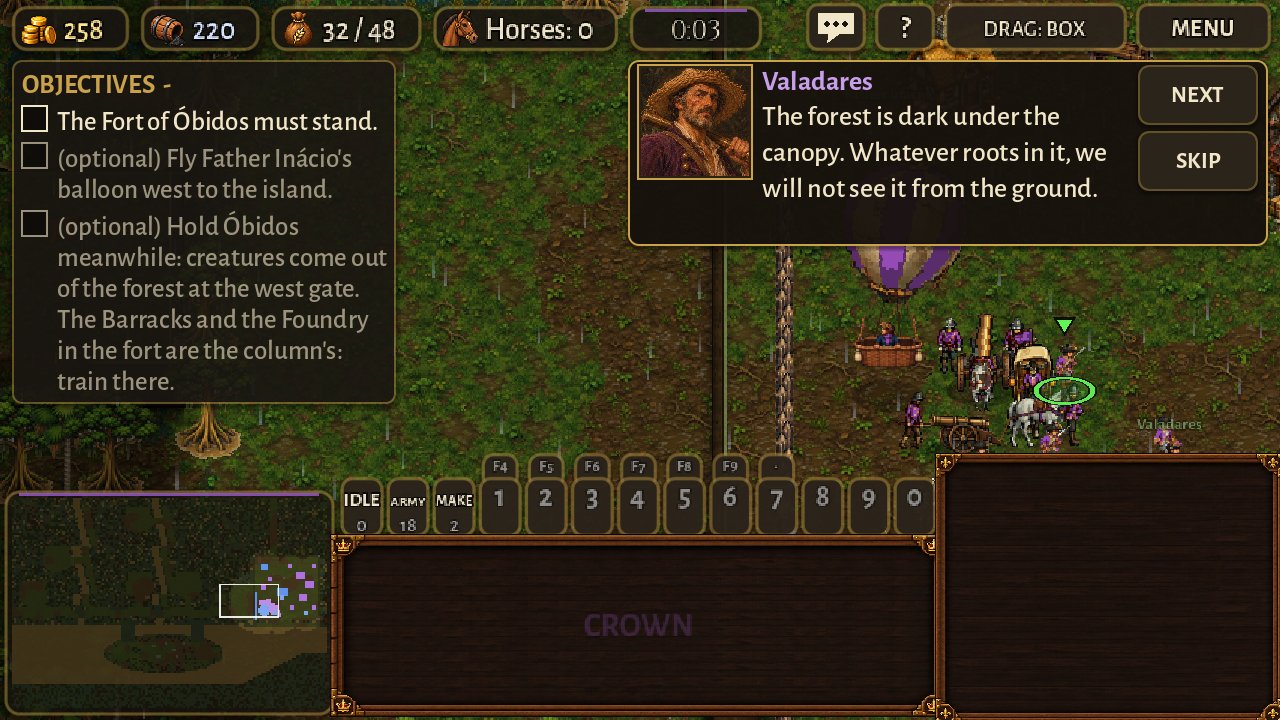 258
220
32 / 48
Horses: 0
0:03
?
DRAG: BOX
MENU
OBJECTIVES -
The Fort of Óbidos must stand.
(optional) Fly Father Inácio's
balloon west to the island.
(optional) Hold Óbidos
meanwhile: creatures come out
of the forest at the west gate.
The Barracks and the Foundry
in the fort are the column's:
train there.
Valadares
The forest is dark under the
canopy. Whatever roots in it, we
will not see it from the ground.
NEXT
SKIP
Valadares
F4
F5
F6
F7
F8
F9
IDLE
0
ARMY
18
MAKE
2
1
2
3
4
5
6
7
8
9
0
CROWN